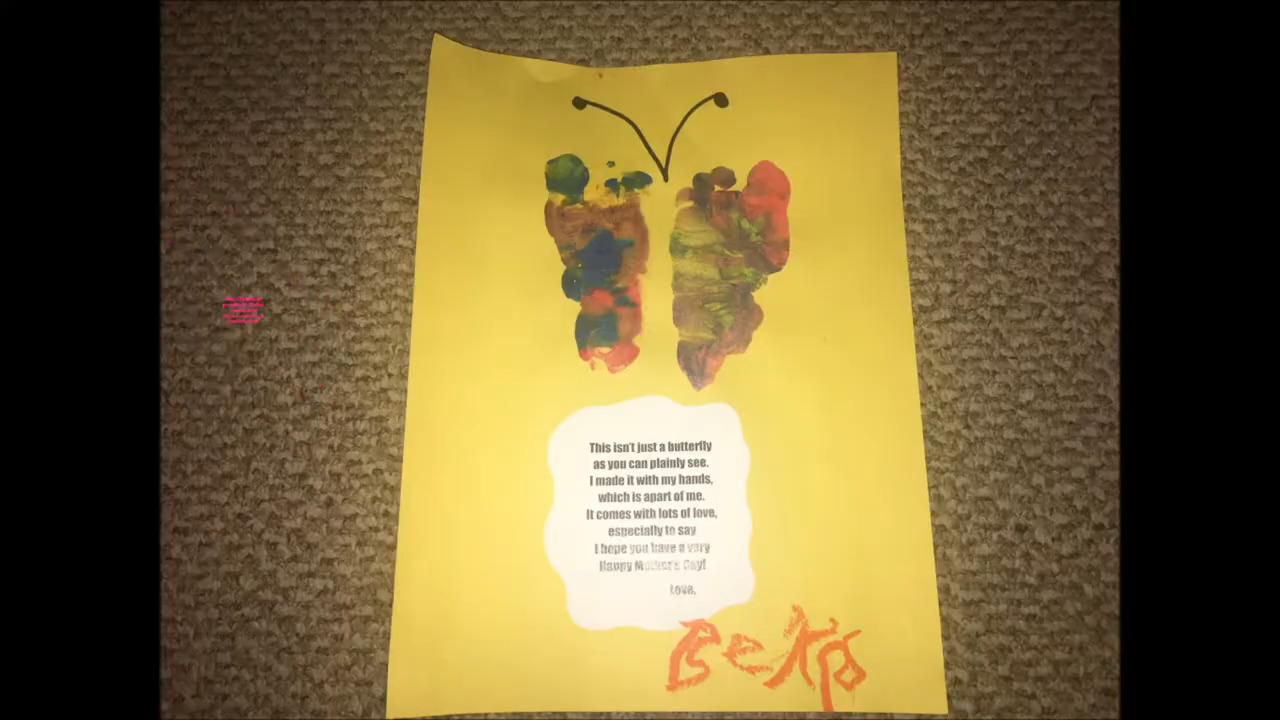 This isn't just a butterfly
as you can plainly see.
I made it with my hands,
which is apart of me.
It comes with lots of love,
especially to say
I hope you have a very
Happy Mother's Day!
Love,